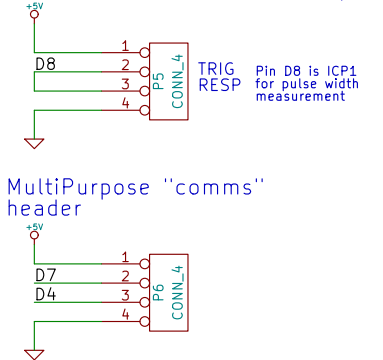 +5V
1
D8 2
3
4
P5
CONN_4
TRIG
RESP
Pin D8 is ICP1
for pulse width
measurement
MultiPurpose "comms"
header
+5V
1
D7 2
D4 3
4
P6
CONN_4